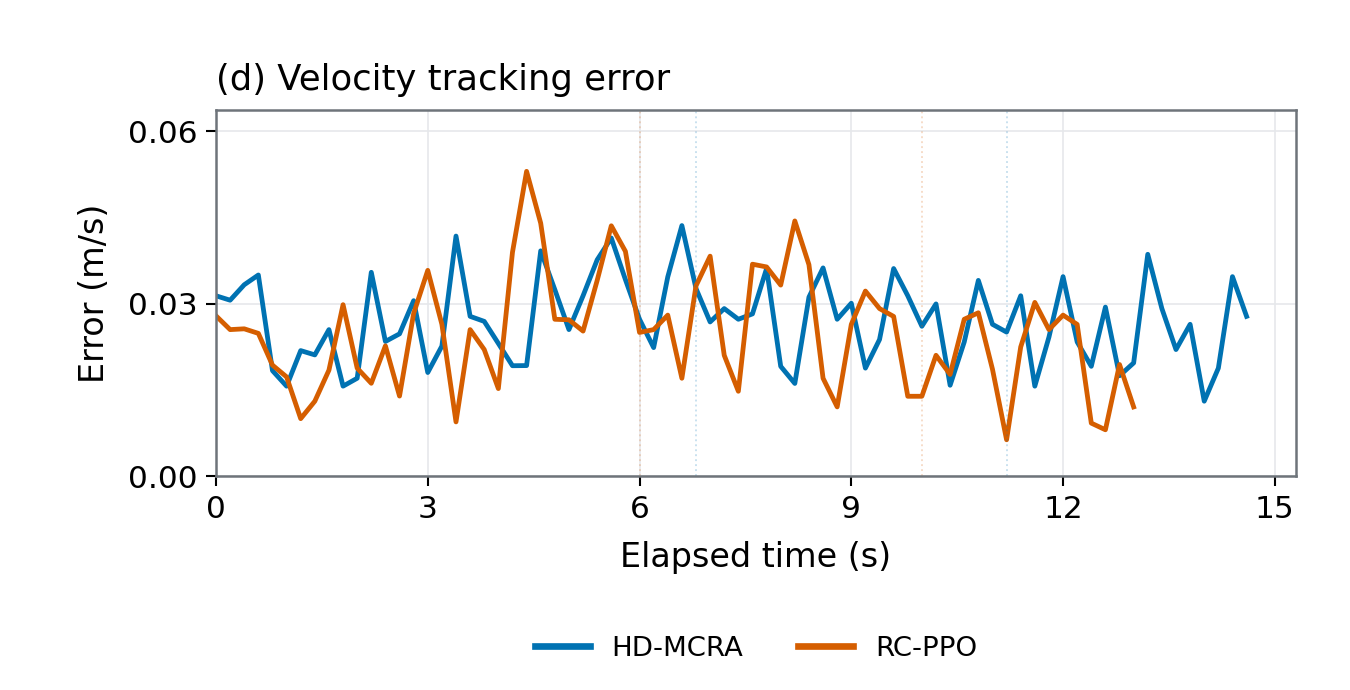 (d) Velocity tracking error
Error (m/s)
0.06
0.03
0.00
0 3 6 9 12 15
Elapsed time (s)
HD-MCRA RC-PPO